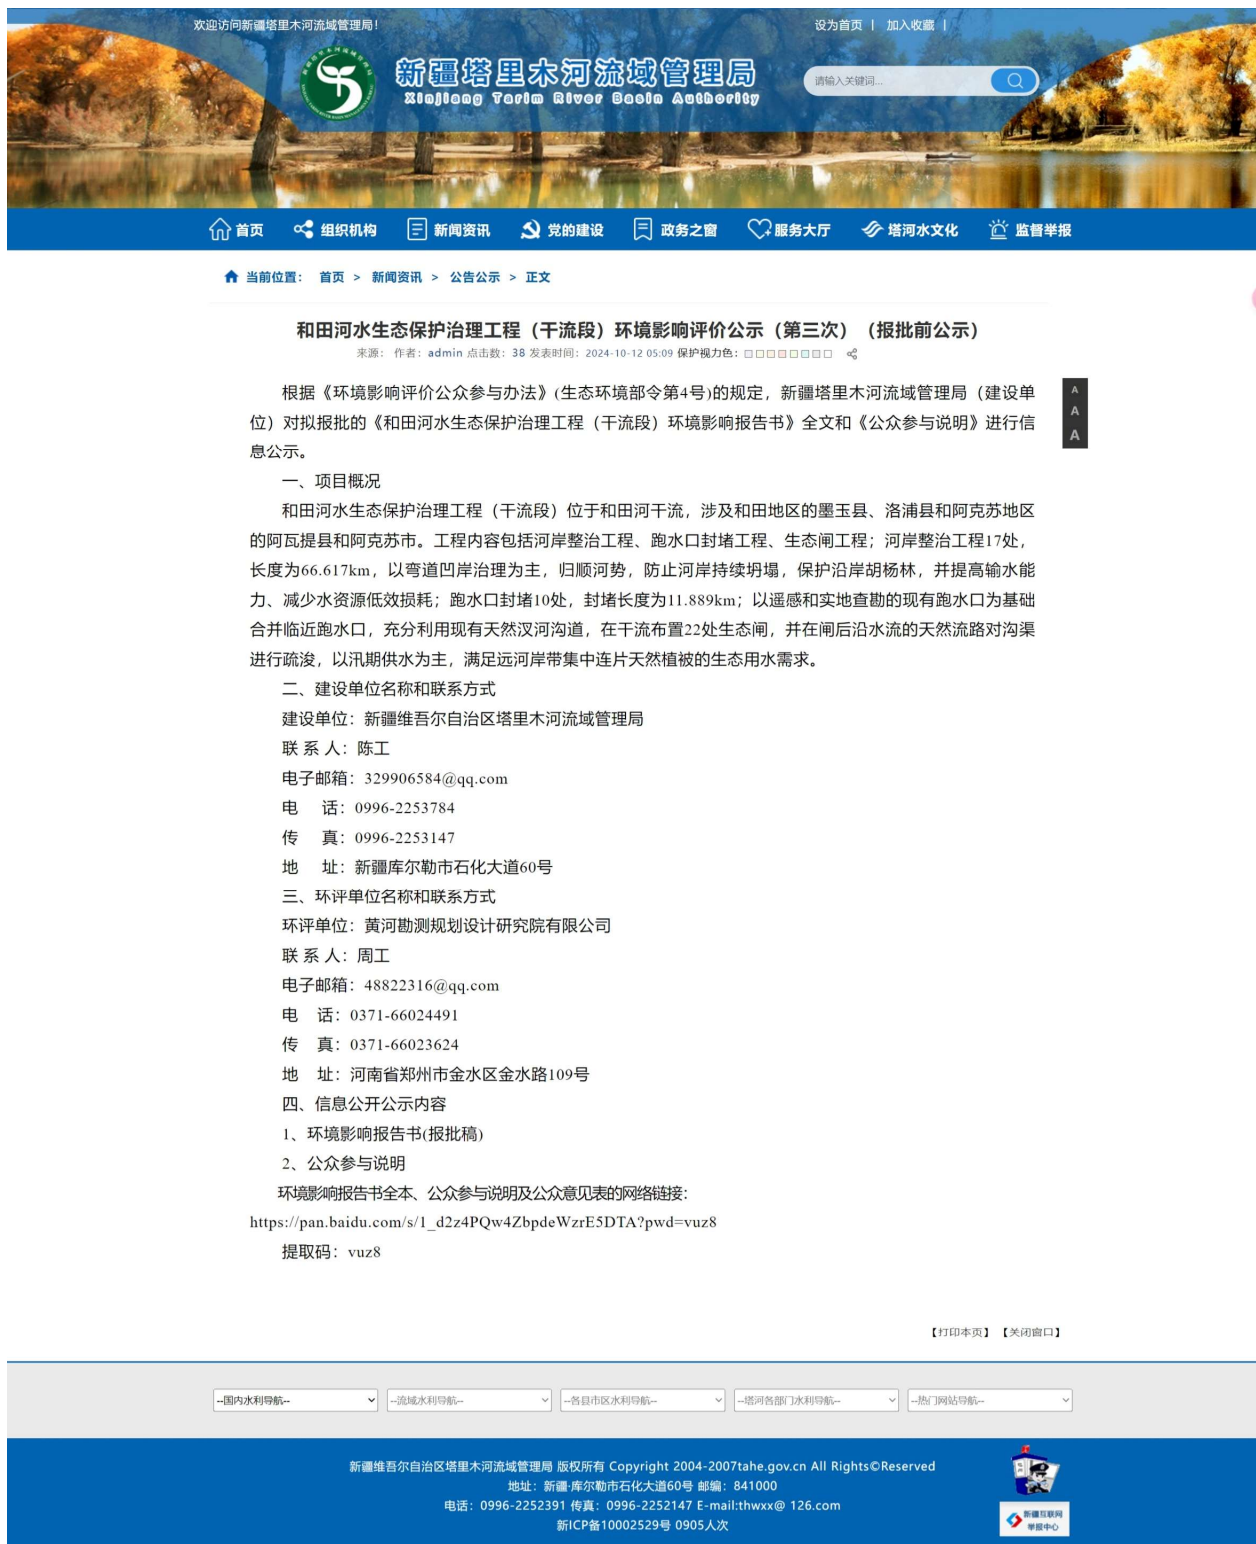 欢迎访问新疆塔里木河流域管理局！
设为首页 | 加入收藏 |
新疆塔里木河流域管理局
Xinjiang Tarim River Basin Authority
请输入关键词...
首页 组织机构 新闻资讯 党的建设 政务之窗 服务大厅 塔河水文化 监督举报
当前位置： 首页 > 新闻资讯 > 公告公示 > 正文
和田河水生态保护治理工程（干流段）环境影响评价公示（第三次）（报批前公示）
来源： 作者：admin 点击数：38 发表时间：2024-10-12 05:09 保护视力色：
根据《环境影响评价公众参与办法》(生态环境部令第4号)的规定，新疆塔里木河流域管理局（建设单
位）对拟报批的《和田河水生态保护治理工程（干流段）环境影响报告书》全文和《公众参与说明》进行信
息公示。
一、项目概况
和田河水生态保护治理工程（干流段）位于和田河干流，涉及和田地区的墨玉县、洛浦县和阿克苏地区
的阿瓦提县和阿克苏市。工程内容包括河岸整治工程、跑水口封堵工程、生态闸工程；河岸整治工程17处，
长度为66.617km，以弯道凹岸治理为主，归顺河势，防止河岸持续坍塌，保护沿岸胡杨林，并提高输水能
力、减少水资源低效损耗；跑水口封堵10处，封堵长度为11.889km；以遥感和实地查勘的现有跑水口为基础
合并临近跑水口，充分利用现有天然汊河沟道，在干流布置22处生态闸，并在闸后沿水流的天然流路对沟渠
进行疏浚，以汛期供水为主，满足远河岸带集中连片天然植被的生态用水需求。
二、建设单位名称和联系方式
建设单位：新疆维吾尔自治区塔里木河流域管理局
联 系 人：陈工
电子邮箱：329906584@qq.com
电 话：0996-2253784
传 真：0996-2253147
地 址：新疆库尔勒市石化大道60号
三、环评单位名称和联系方式
环评单位：黄河勘测规划设计研究院有限公司
联 系 人：周工
电子邮箱：48822316@qq.com
电 话：0371-66024491
传 真：0371-66023624
地 址：河南省郑州市金水区金水路109号
四、信息公开公示内容
1、环境影响报告书(报批稿)
2、公众参与说明
环境影响报告书全本、公众参与说明及公众意见表的网络链接：
https://pan.baidu.com/s/1_d2z4PQw4ZbpdeWzrE5DTA?pwd=vuz8
提取码：vuz8
A
A
A
【打印本页】 【关闭窗口】
--国内水利导航-- --流域水利导航-- --各县市区水利导航-- --塔河各部门水利导航-- --热门网站导航--
新疆维吾尔自治区塔里木河流域管理局 版权所有 Copyright 2004-2007tahe.gov.cn All Rights©Reserved
地址：新疆·库尔勒市石化大道60号 邮编：841000
电话：0996-2252391 传真：0996-2252147 E-mail:thwxx@ 126.com
新ICP备10002529号 0905人次
新疆互联网
举报中心